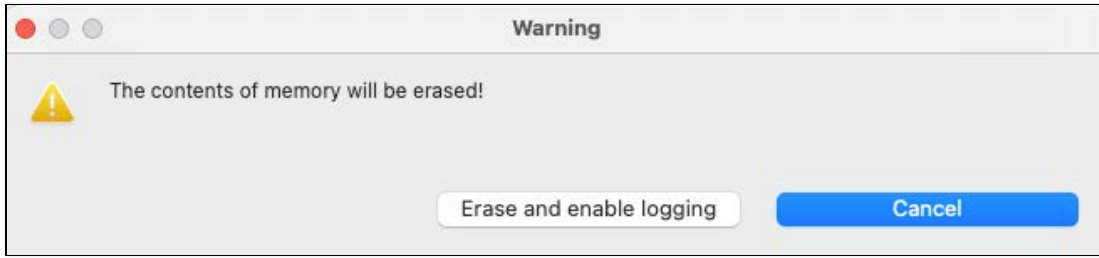 Warning
The contents of memory will be erased!
Erase and enable logging
Cancel